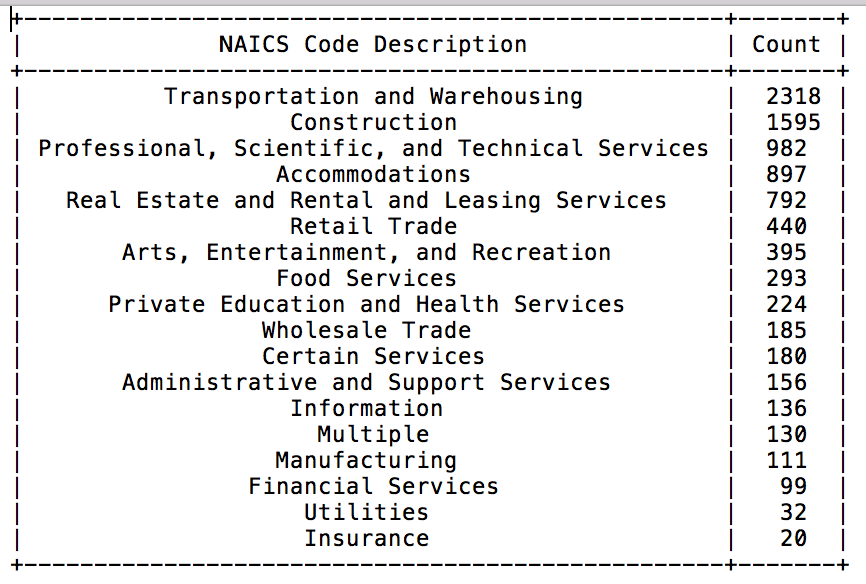 +--------------------------------------------------+--------+
| NAICS Code Description | Count |
+--------------------------------------------------+--------+
| Transportation and Warehousing | 2318 |
| Construction | 1595 |
| Professional, Scientific, and Technical Services | 982 |
| Accommodations | 897 |
| Real Estate and Rental and Leasing Services | 792 |
| Retail Trade | 440 |
| Arts, Entertainment, and Recreation | 395 |
| Food Services | 293 |
| Private Education and Health Services | 224 |
| Wholesale Trade | 185 |
| Certain Services | 180 |
| Administrative and Support Services | 156 |
| Information | 136 |
| Multiple | 130 |
| Manufacturing | 111 |
| Financial Services | 99 |
| Utilities | 32 |
| Insurance | 20 |
+--------------------------------------------------+--------+